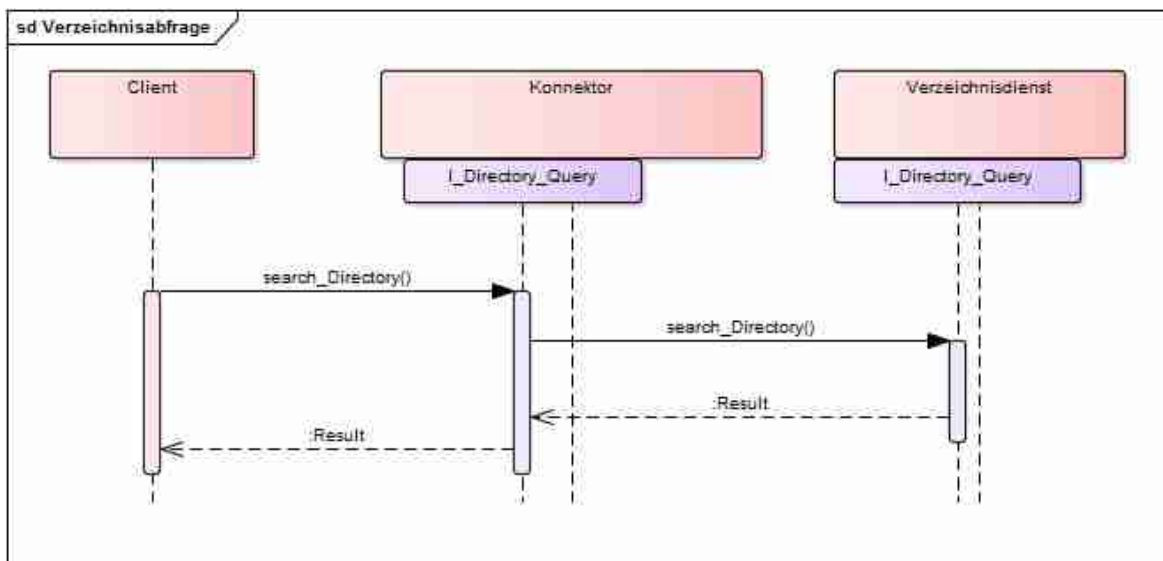 sd Verzeichnisabfrage
Client
Konnektor
Verzeichnisdienst
I_Directory_Query
I_Directory_Query
search_Directory()
search_Directory()
:Result
:Result